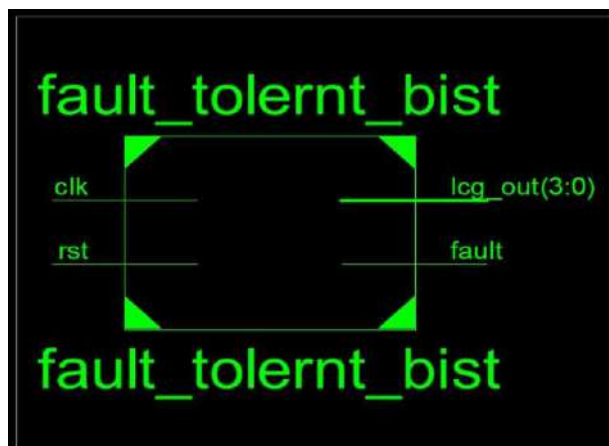 fault_tolernt_bist
clk
lcg_out(3:0)
rst
fault
fault_tolernt_bist